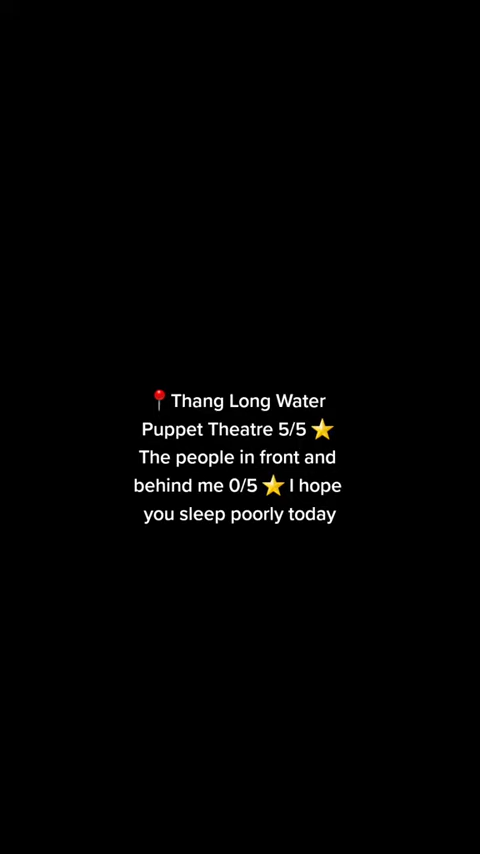 📍Thang Long Water
Puppet Theatre 5/5 ⭐
The people in front and
behind me 0/5 ⭐ I hope
you sleep poorly today